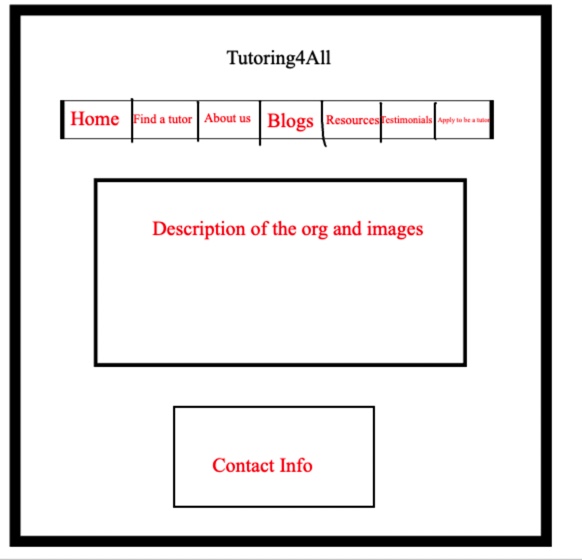 Tutoring4All
Home Find a tutor About us Blogs Resources Testimonials Apply to be a tutor
Description of the org and images
Contact Info